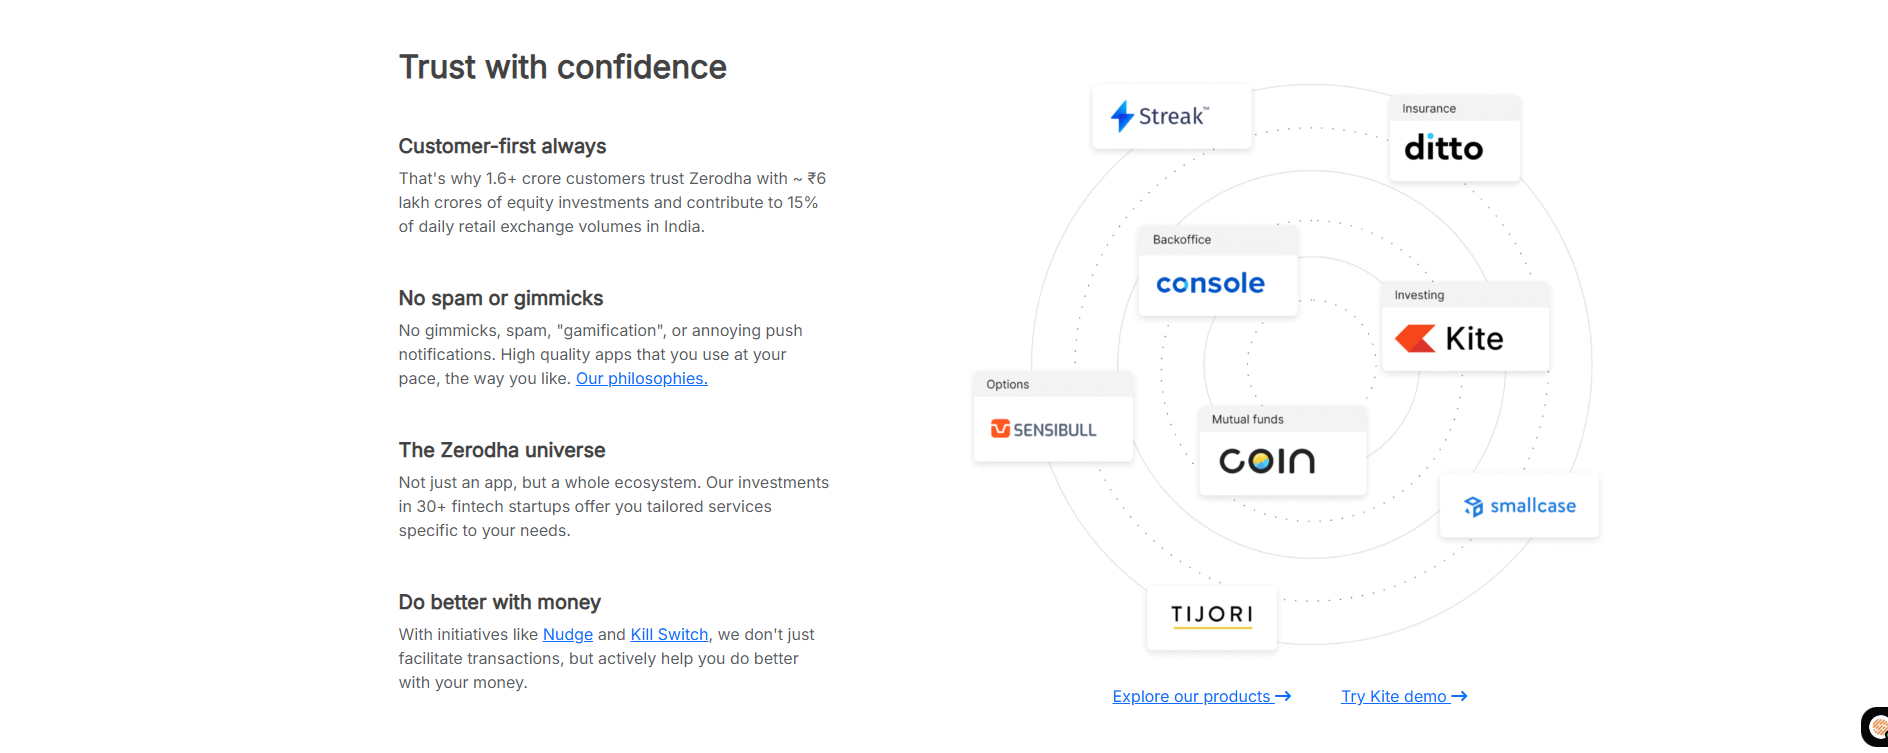 Trust with confidence
Customer-first always
That's why 1.6+ crore customers trust Zerodha with ~ ₹6
lakh crores of equity investments and contribute to 15%
of daily retail exchange volumes in India.
No spam or gimmicks
No gimmicks, spam, "gamification", or annoying push
notifications. High quality apps that you use at your
pace, the way you like. Our philosophies.
The Zerodha universe
Not just an app, but a whole ecosystem. Our investments
in 30+ fintech startups offer you tailored services
specific to your needs.
Do better with money
With initiatives like Nudge and Kill Switch, we don't just
facilitate transactions, but actively help you do better
with your money.
Streak™
Insurance
ditto
Backoffice
console
Investing
Kite
Options
SENSIBULL
Mutual funds
COIN
smallcase
TIJORI
Explore our products →
Try Kite demo →